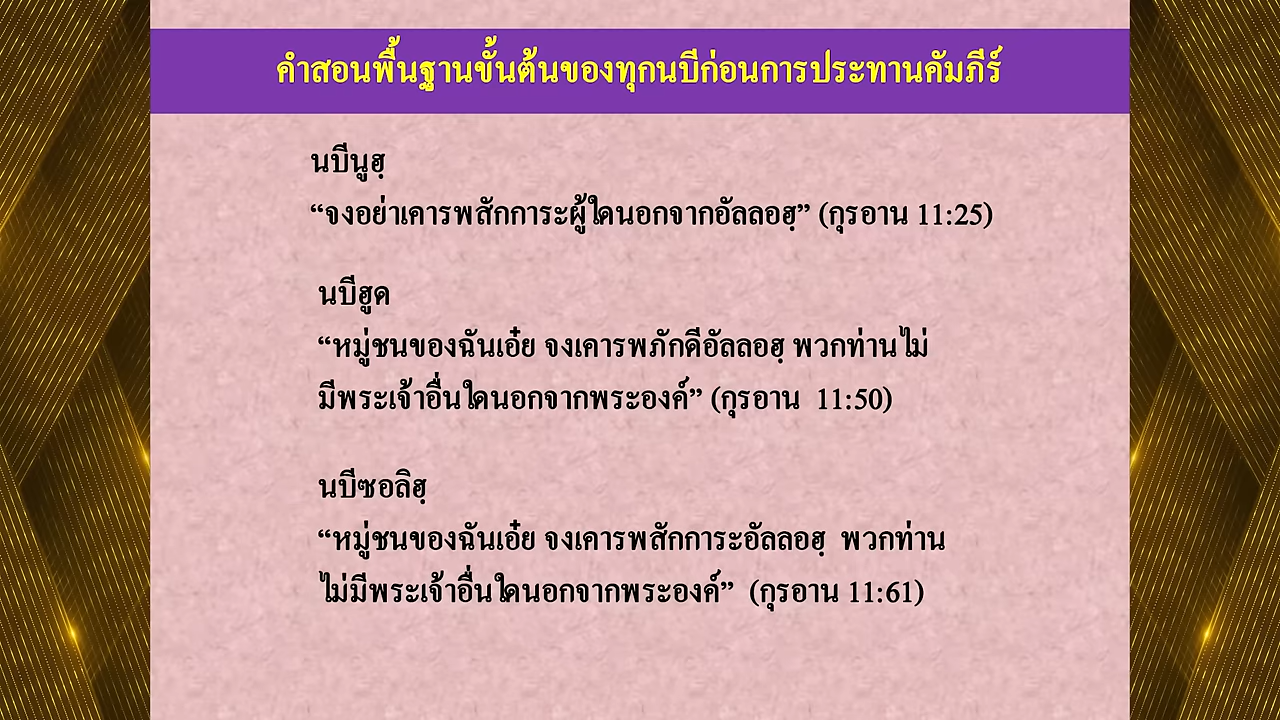 คำสอนพื้นฐานขั้นต้นของทุกนบีก่อนการประทานคัมภีร์
นบีนูฮฺ
“จงอย่าเคารพสักการะผู้ใดนอกจากอัลลอฮฺ” (กุรอาน 11:25)
นบีฮูด
“หมู่ชนของฉันเอ๋ย จงเคารพภักดีอัลลอฮฺ พวกท่านไม่
มีพระเจ้าอื่นใดนอกจากพระองค์” (กุรอาน 11:50)
นบีซอลิฮฺ
“หมู่ชนของฉันเอ๋ย จงเคารพสักการะอัลลอฮฺ พวกท่าน
ไม่มีพระเจ้าอื่นใดนอกจากพระองค์” (กุรอาน 11:61)